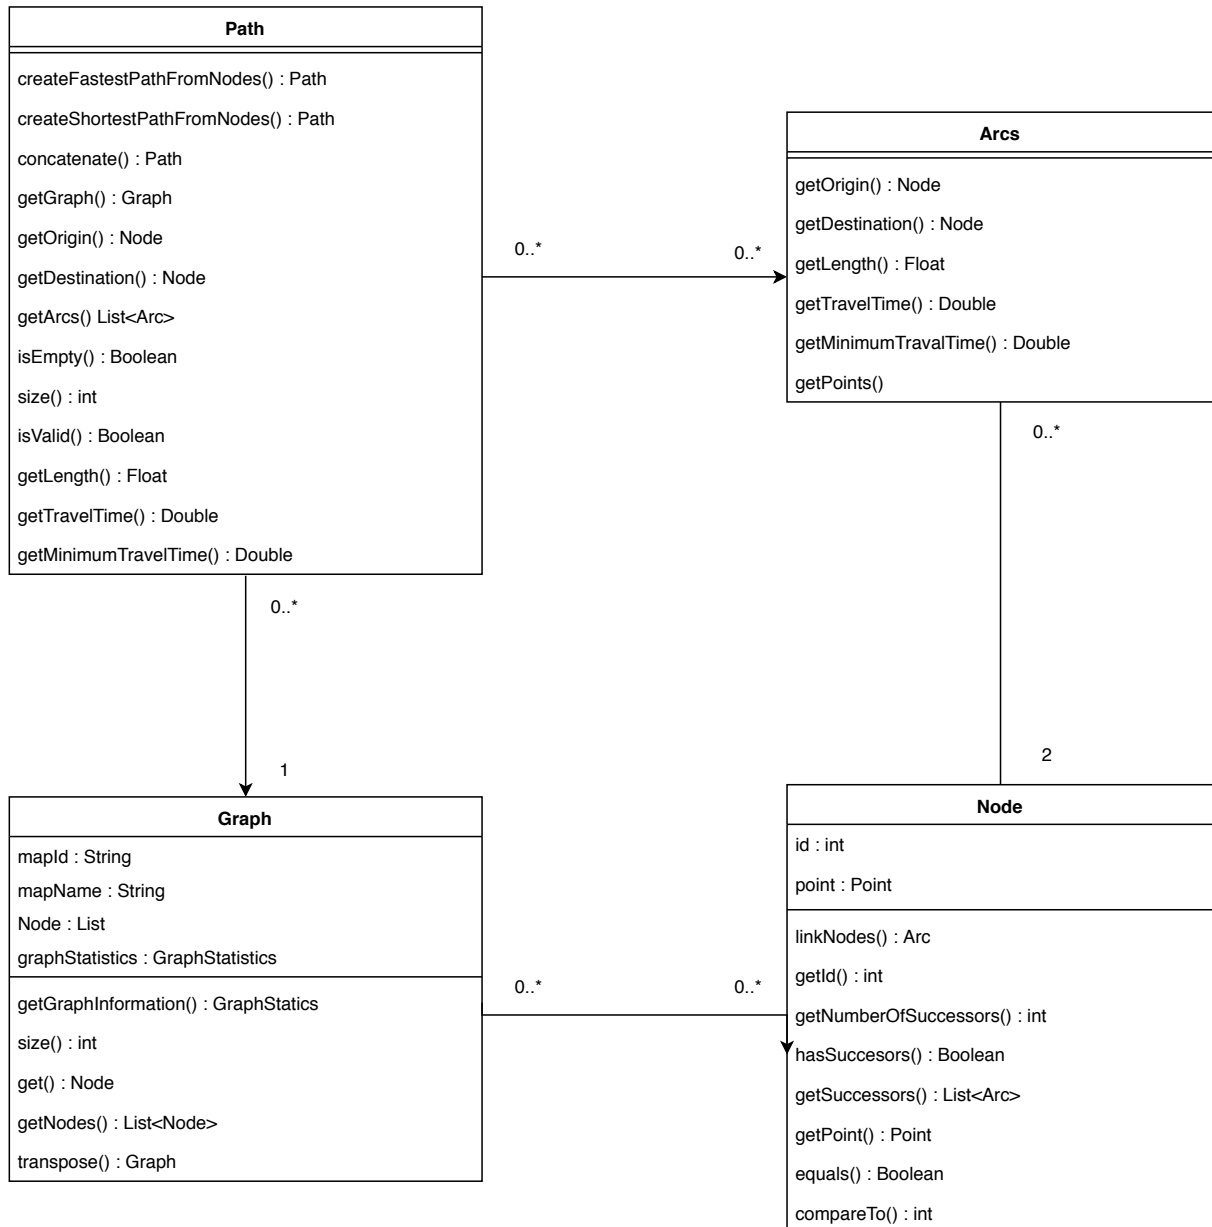 Path
createFastestPathFromNodes() : Path
createShortestPathFromNodes() : Path
concatenate() : Path
getGraph() : Graph
getOrigin() : Node
getDestination() : Node
getArcs() List<Arc>
isEmpty() : Boolean
size() : int
isValid() : Boolean
getLength() : Float
getTravelTime() : Double
getMinimumTravelTime() : Double
0..*
0..*
Arcs
getOrigin() : Node
getDestination() : Node
getLength() : Float
getTravelTime() : Double
getMinimumTravalTime() : Double
getPoints()
0..*
2
0..*
1
Graph
mapId : String
mapName : String
Node : List
graphStatistics : GraphStatistics
getGraphInformation() : GraphStatics
size() : int
get() : Node
getNodes() : List<Node>
transpose() : Graph
0..*
0..*
Node
id : int
point : Point
linkNodes() : Arc
getId() : int
getNumberOfSuccessors() : int
hasSuccesors() : Boolean
getSuccessors() : List<Arc>
getPoint() : Point
equals() : Boolean
compareTo() : int